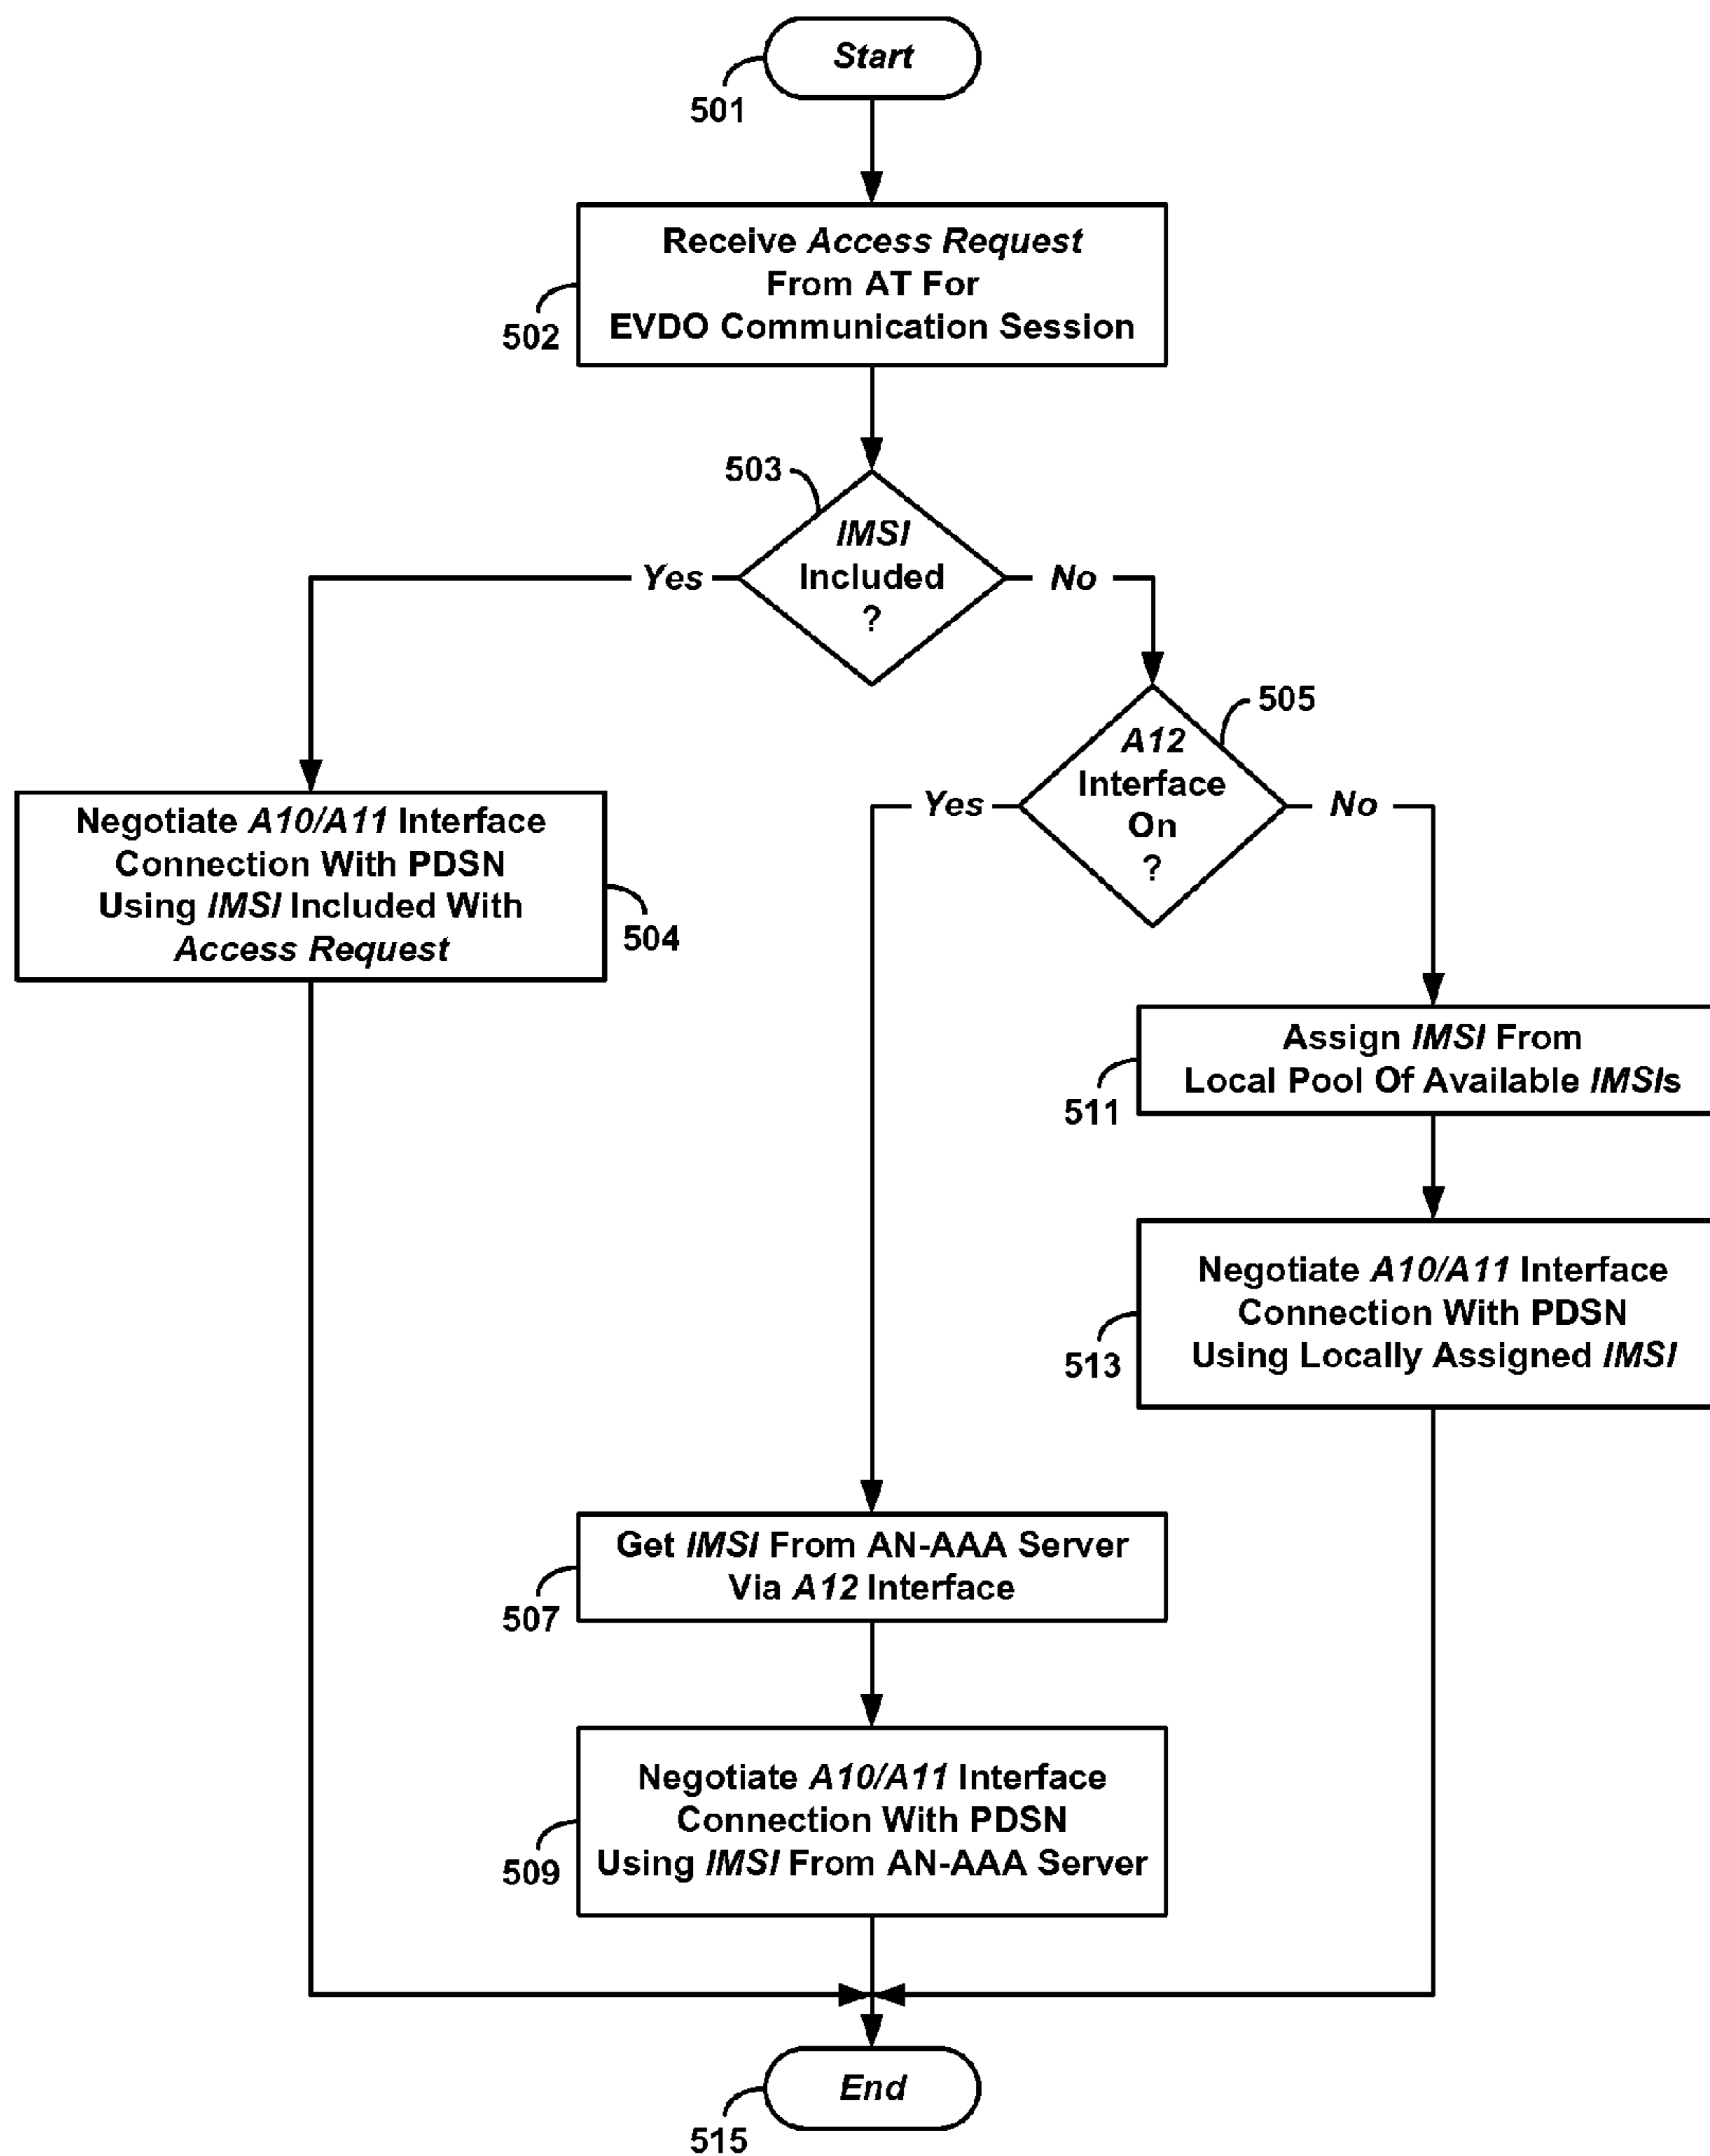 Start
501
Receive Access Request
From AT For
EVDO Communication Session
502
503
IMSI
Included
?
Yes
No
505
A12
Interface
On
?
Yes
No
Negotiate A10/A11 Interface
Connection With PDSN
Using IMSI Included With
Access Request
504
Assign IMSI From
Local Pool Of Available IMSIs
511
Negotiate A10/A11 Interface
Connection With PDSN
Using Locally Assigned IMSI
513
Get IMSI From AN-AAA Server
Via A12 Interface
507
Negotiate A10/A11 Interface
Connection With PDSN
Using IMSI From AN-AAA Server
509
End
515